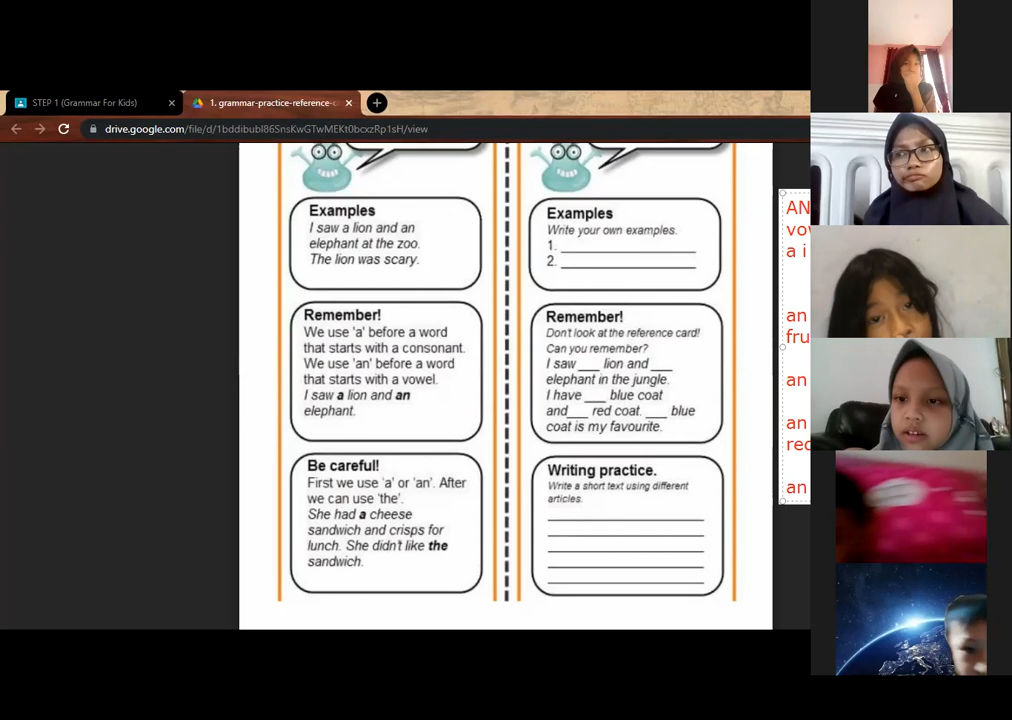 STEP 1 (Grammar For Kids)
1. grammar-practice-reference-c
drive.google.com/file/d/1bddibubl86SnsKwGTwMEKt0bcxzRp1sH/view
Examples
I saw a lion and an
elephant at the zoo.
The lion was scary.
Remember!
We use 'a' before a word
that starts with a consonant.
We use 'an' before a word
that starts with a vowel.
I saw a lion and an
elephant.
Be careful!
First we use 'a' or 'an'. After
we can use 'the'.
She had a cheese
sandwich and crisps for
lunch. She didn't like the
sandwich.
Examples
Write your own examples.
1. ____________________
2. ____________________
Remember!
Don't look at the reference card!
Can you remember?
I saw ___ lion and ___
elephant in the jungle.
I have ___ blue coat
and___ red coat. ___ blue
coat is my favourite.
Writing practice.
Write a short text using different
articles.
AN
a i
an
an
an
an